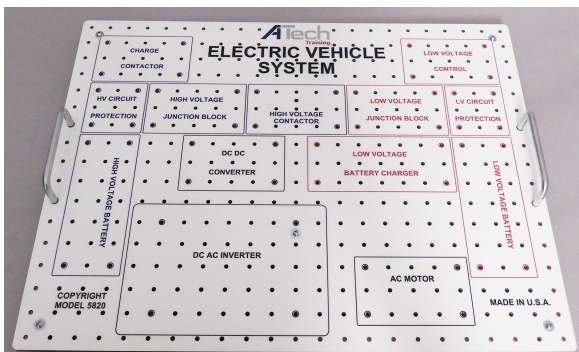 ATech
Training
ELECTRIC VEHICLE
SYSTEM
CHARGE
CONTACTOR
LOW VOLTAGE
CONTROL
HV CIRCUIT
PROTECTION
HIGH VOLTAGE
JUNCTION BLOCK
HIGH VOLTAGE
CONTACTOR
LOW VOLTAGE
JUNCTION BLOCK
LV CIRCUIT
PROTECTION
HIGH VOLTAGE BATTERY
DC DC
CONVERTER
LOW VOLTAGE
BATTERY CHARGER
LOW VOLTAGE BATTERY
DC AC INVERTER
AC MOTOR
COPYRIGHT
MODEL 5820
MADE IN U.S.A.